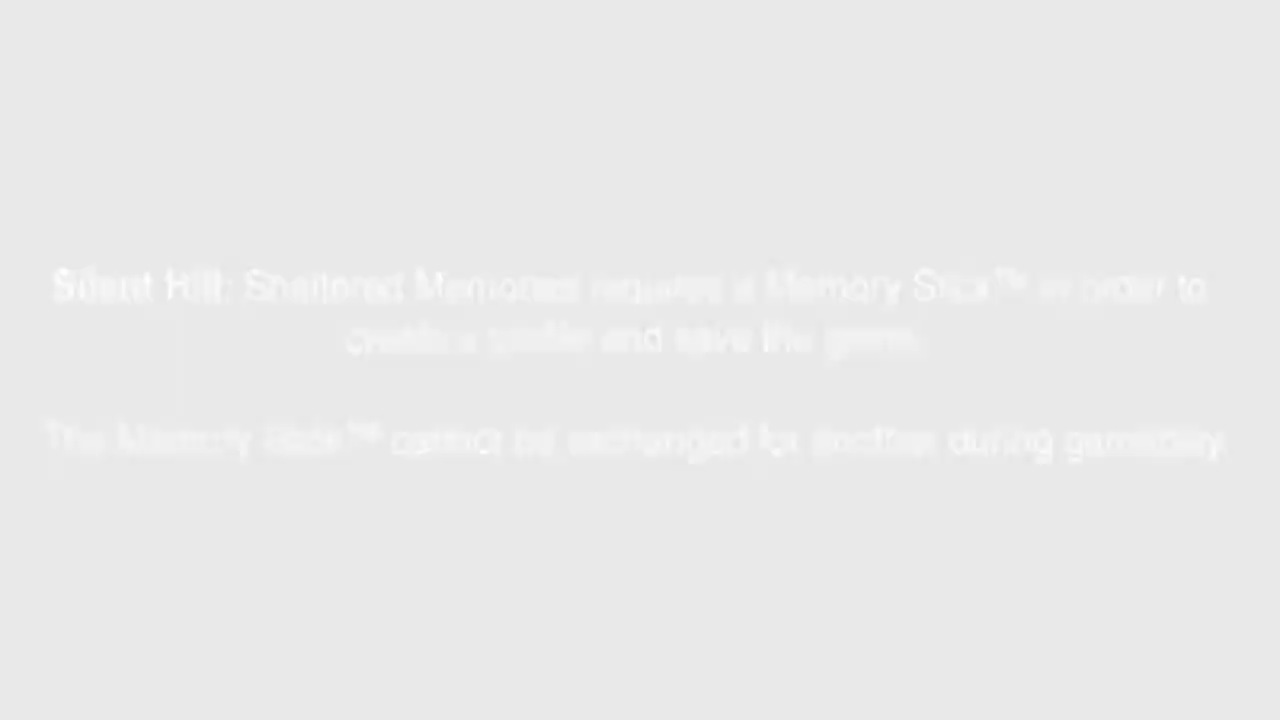 Silent Hill: Sheltered Memories requires a Memory Stick™ in order to
create a profile and save the game.
The Memory Stick™ cannot be exchanged for another during gameplay.